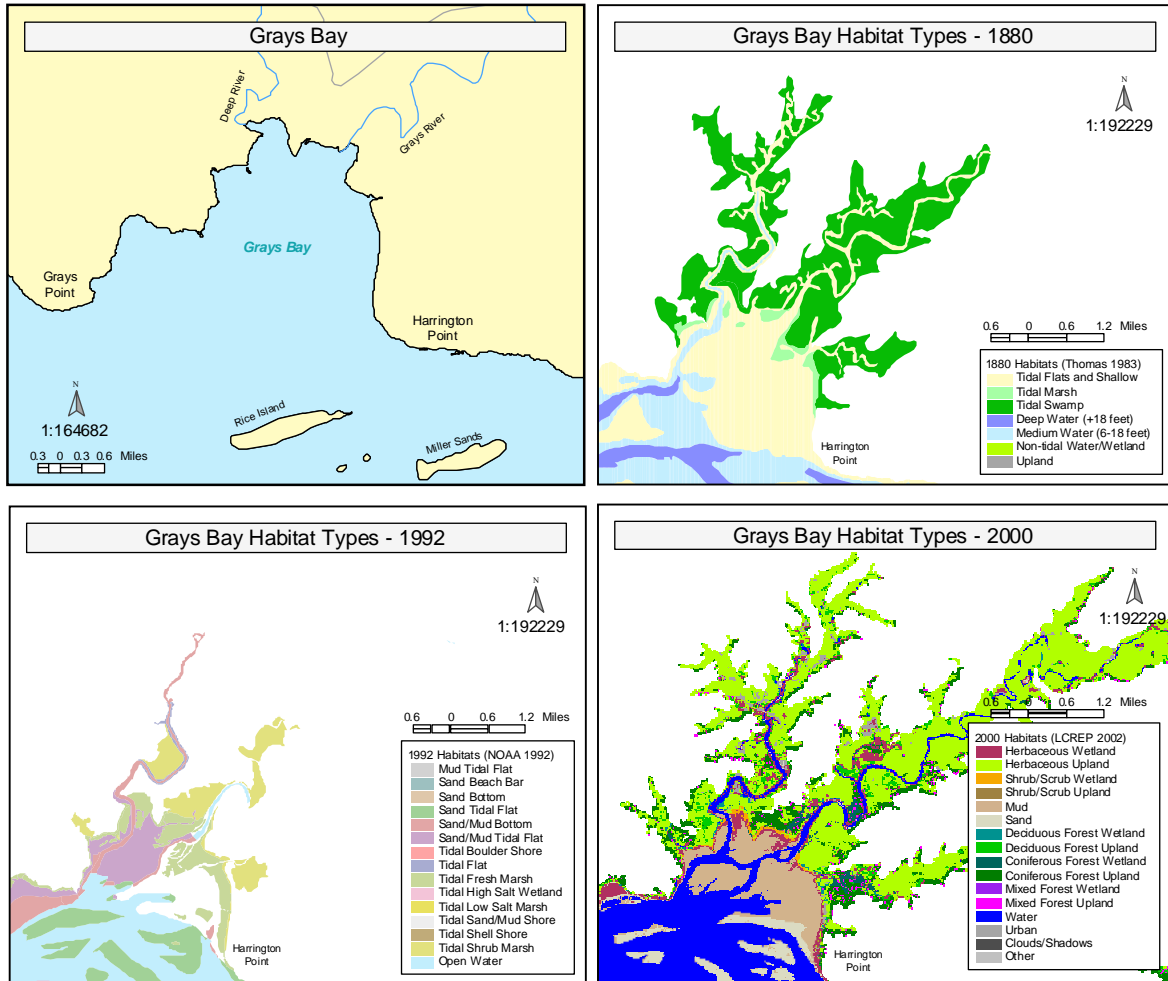 Grays Bay
Deep River
Grays River
Grays Bay
Grays
Point
Harrington
Point
Rice Island
Miller Sands
N
1:164682
0.3 0 0.3 0.6 Miles
Grays Bay Habitat Types - 1880
N
1:192229
0.6 0 0.6 1.2 Miles
1880 Habitats (Thomas 1983)
Tidal Flats and Shallow
Tidal Marsh
Tidal Swamp
Deep Water (+18 feet)
Medium Water (6-18 feet)
Non-tidal Water/Wetland
Upland
Harrington
Point
Grays Bay Habitat Types - 1992
N
1:192229
0.6 0 0.6 1.2 Miles
1992 Habitats (NOAA 1992)
Mud Tidal Flat
Sand Beach Bar
Sand Bottom
Sand Tidal Flat
Sand/Mud Bottom
Sand/Mud Tidal Flat
Tidal Boulder Shore
Tidal Flat
Tidal Fresh Marsh
Tidal High Salt Wetland
Tidal Low Salt Marsh
Tidal Sand/Mud Shore
Tidal Shell Shore
Tidal Shrub Marsh
Open Water
Harrington
Point
Grays Bay Habitat Types - 2000
N
1:192229
0.6 0 0.6 1.2 Miles
2000 Habitats (LCREP 2002)
Herbaceous Wetland
Herbaceous Upland
Shrub/Scrub Wetland
Shrub/Scrub Upland
Mud
Sand
Deciduous Forest Wetland
Deciduous Forest Upland
Coniferous Forest Wetland
Coniferous Forest Upland
Mixed Forest Wetland
Mixed Forest Upland
Water
Urban
Clouds/Shadows
Other
Harrington
Point